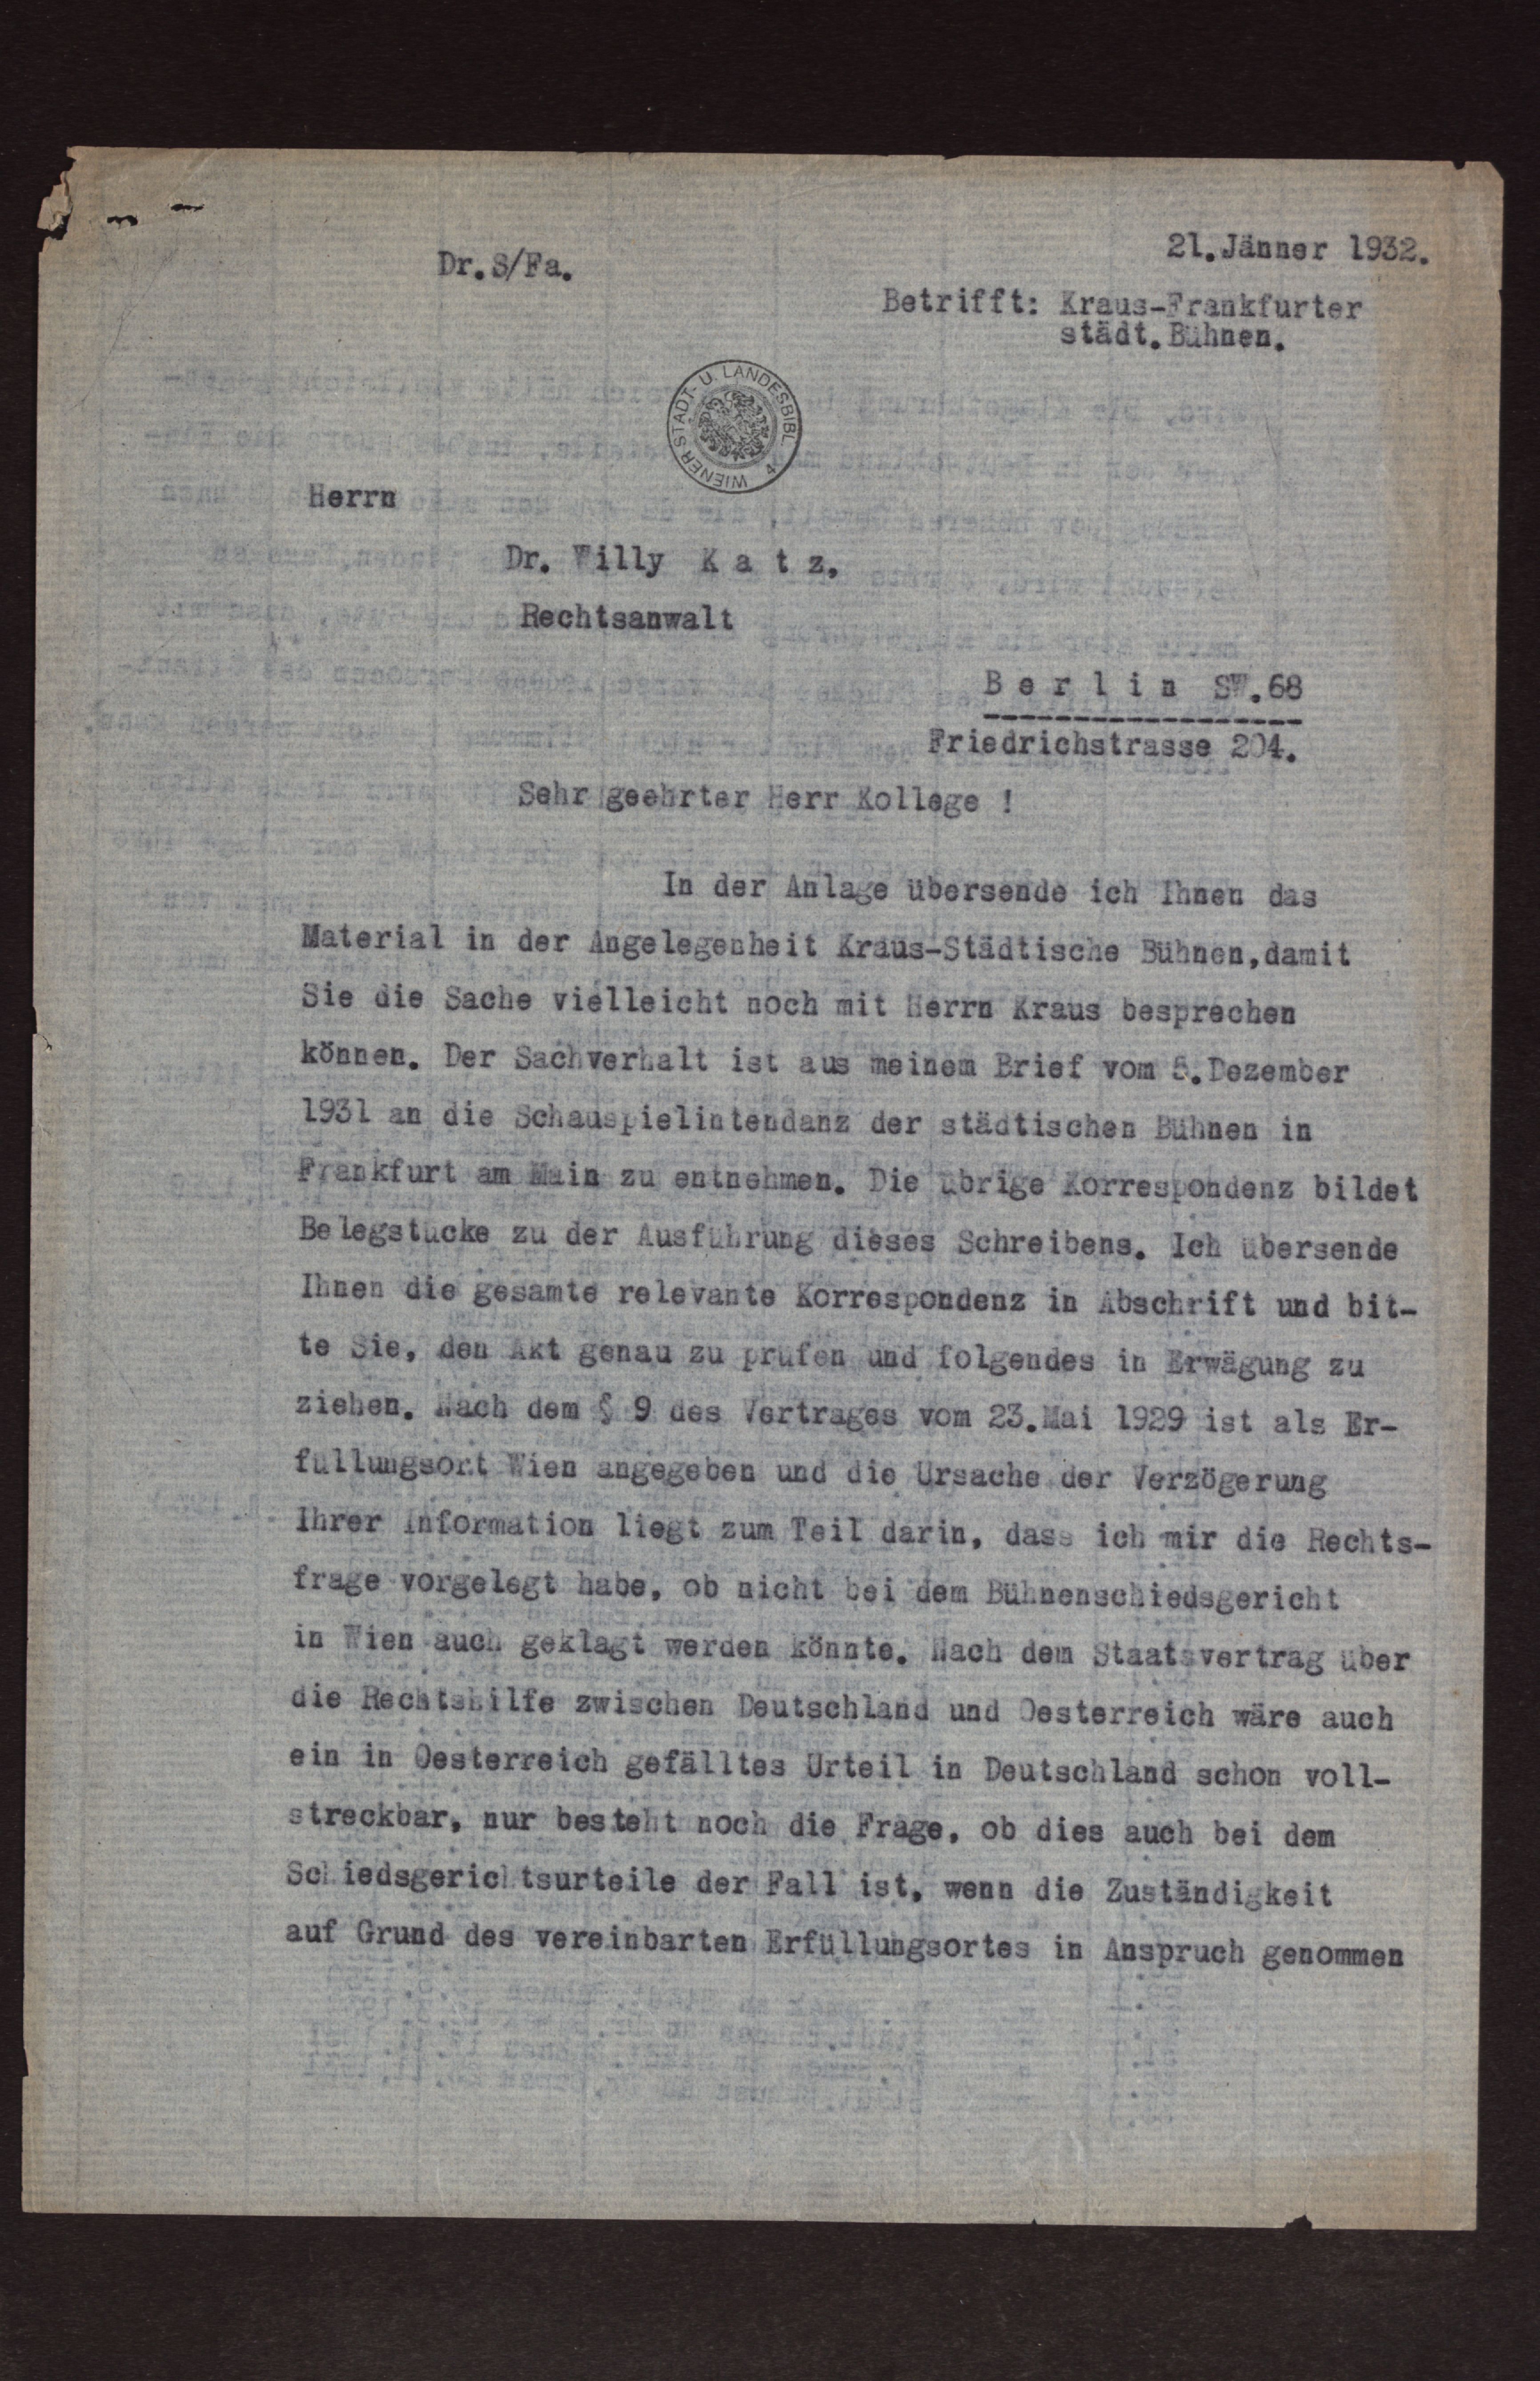 21.Jänner 1932.
Dr.S/Fa.
Betrifft: Kraus-Frankfurter
städt.Bühnen.
WIENER STADT- U. LANDESBIBL. 4
Herrn
Dr. Willy K a t z,
Rechtsanwalt
B e r l i n SW.68
Friedrichstrasse 204.
Sehr geehrter Herr Kollege !
In der Anlage übersende ich Ihnen das
Material in der Angelegenheit Kraus-Städtische Bühnen,damit
Sie die Sache vielleicht noch mit Herrn Kraus besprechen
können. Der Sachverhalt ist aus meinem Brief vom 5.Dezember
1931 an die Schauspielintendanz der städtischen Bühnen in
Frankfurt am Main zu entnehmen. Die übrige Korrespondenz bildet
Belegstücke zu der Ausführung dieses Schreibens. Ich übersende
Ihnen die gesamte relevante Korrespondenz in Abschrift und bit-
te Sie, den Akt genau zu prüfen und folgendes in Erwägung zu
ziehen. Nach dem § 9 des Vertrages vom 23.Mai 1929 ist als Er-
füllungsort Wien angegeben und die Ursache der Verzögerung
Ihrer Information liegt zum Teil darin, dass ich mir die Rechts-
frage vorgelegt habe, ob nicht bei dem Bühnenschiedsgericht
in Wien auch geklagt werden könnte. Nach dem Staatsvertrag über
die Rechtshilfe zwischen Deutschland und Oesterreich wäre auch
ein in Oesterreich gefälltes Urteil in Deutschland schon voll-
streckbar, nur besteht noch die Frage, ob dies auch bei dem
Schiedsgerichtsurteile der Fall ist, wenn die Zuständigkeit
auf Grund des vereinbarten Erfüllungsortes in Anspruch genommen